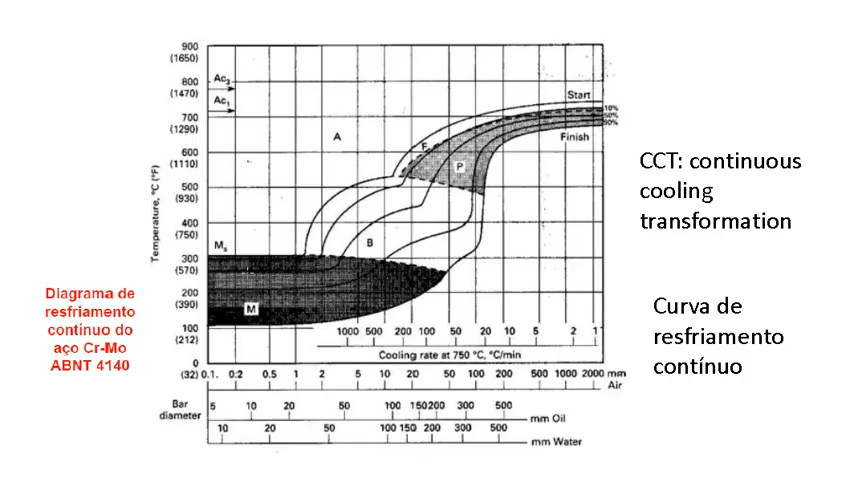 900
(1650)
800
(1470)
700
(1290)
600
(1110)
500
(930)
400
(750)
300
(570)
200
(390)
100
(212)
0
(32)
Temperature, °C (°F)
Ac3
Ac1
A
F
P
B
M
Ms
Start
10%
50%
90%
Finish
1000 500 200 100 50 20 10 5 2 1
Cooling rate at 750 °C, °C/min
0.1. 0.2 0.5 1 2 5 10 20 50 100 200 500 1000 2000 mm
Air
Bar
diameter
5 10 20 50 100 150 200 300 500
mm Oil
10 20 50 100 150 200 300 500
mm Water
Diagrama de
resfriamento
contínuo do
aço Cr-Mo
ABNT 4140
CCT: continuous
cooling
transformation
Curva de
resfriamento
contínuo